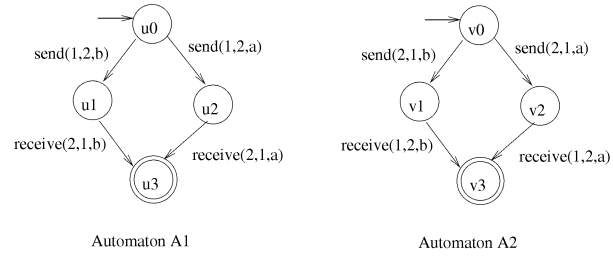 u0
send(1,2,b)
send(1,2,a)
u1
u2
receive(2,1,b)
receive(2,1,a)
u3
Automaton A1
v0
send(2,1,b)
send(2,1,a)
v1
v2
receive(1,2,b)
receive(1,2,a)
v3
Automaton A2